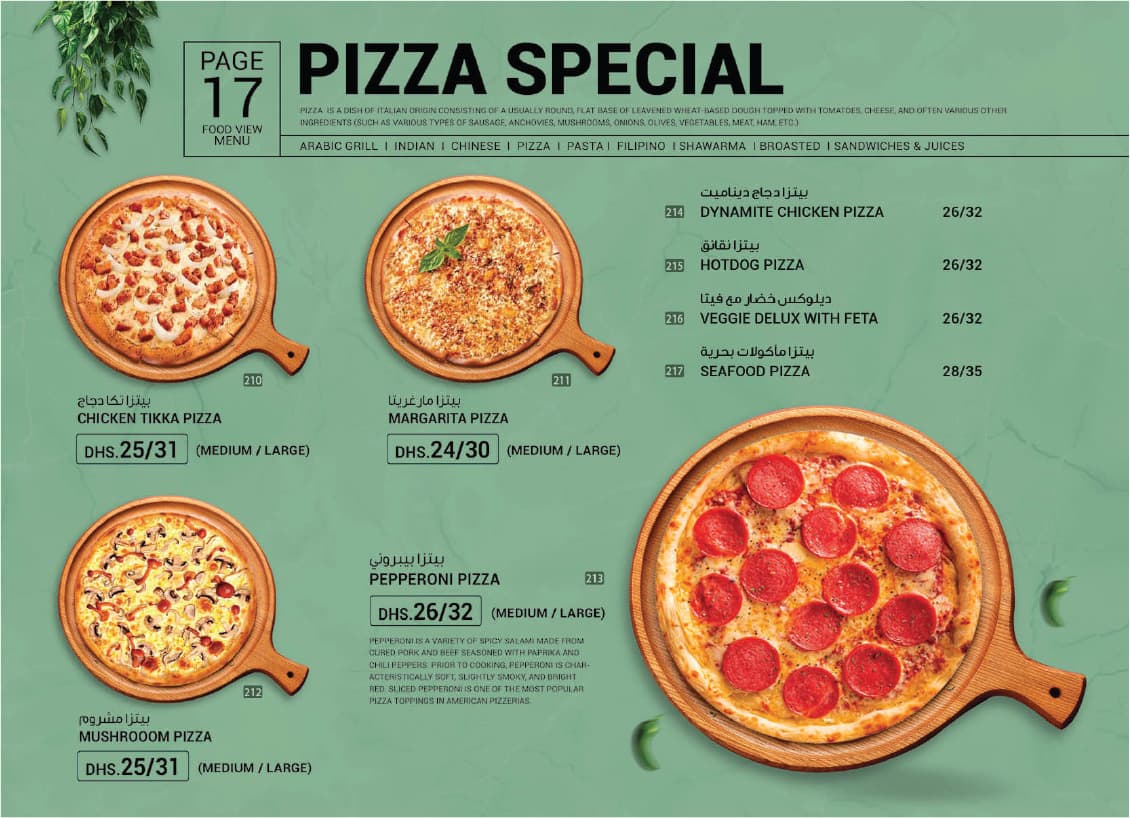 PAGE
17
FOOD VIEW
MENU
PIZZA SPECIAL
PIZZA IS A DISH OF ITALIAN ORIGIN CONSISTING OF A USUALLY ROUND, FLAT BASE OF LEAVENED WHEAT-BASED DOUGH TOPPED WITH TOMATOES, CHEESE, AND OFTEN VARIOUS OTHER
INGREDIENTS (SUCH AS VARIOUS TYPES OF SAUSAGE, ANCHOVIES, MUSHROOMS, ONIONS, OLIVES, VEGETABLES, MEAT, HAM, ETC.)
ARABIC GRILL I INDIAN I CHINESE I PIZZA I PASTA I FILIPINO I SHAWARMA I BROASTED I SANDWICHES & JUICES
210
بيتزا تكا دجاج
CHICKEN TIKKA PIZZA
DHS.25/31 (MEDIUM / LARGE)
211
بيتزا مارغريتا
MARGARITA PIZZA
DHS.24/30 (MEDIUM / LARGE)
بيتزا دجاج ديناميت
214 DYNAMITE CHICKEN PIZZA 26/32
بيتزا نقانق
215 HOTDOG PIZZA 26/32
ديلوكس خضار مع فيتا
216 VEGGIE DELUX WITH FETA 26/32
بيتزا مأكولات بحرية
217 SEAFOOD PIZZA 28/35
212
بيتزا مشروم
MUSHROOOM PIZZA
DHS.25/31 (MEDIUM / LARGE)
بيتزا بيبروني
PEPPERONI PIZZA 213
DHS.26/32 (MEDIUM / LARGE)
PEPPERONI IS A VARIETY OF SPICY SALAMI MADE FROM
CURED PORK AND BEEF SEASONED WITH PAPRIKA AND
CHILI PEPPERS. PRIOR TO COOKING, PEPPERONI IS CHAR-
ACTERISTICALLY SOFT, SLIGHTLY SMOKY, AND BRIGHT
RED. SLICED PEPPERONI IS ONE OF THE MOST POPULAR
PIZZA TOPPINGS IN AMERICAN PIZZERIAS.